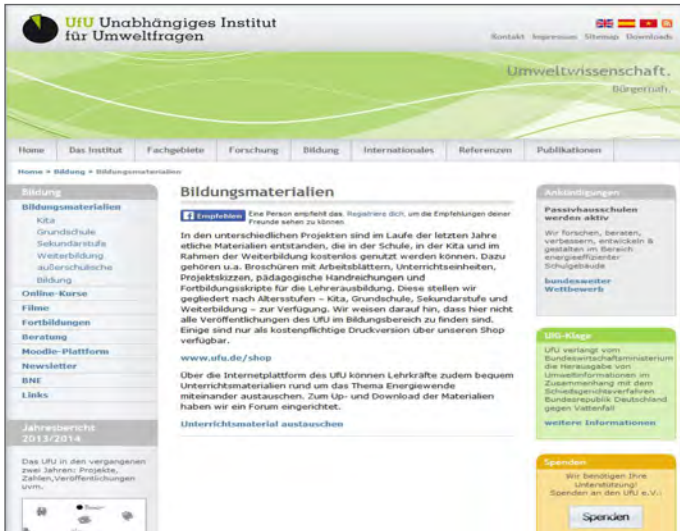 UfU Unabhängiges Institut
für Umweltfragen
Kontakt Impressum Sitemap Downloads
Umweltwissenschaft.
Bürgernah.
Home Das Institut Fachgebiete Forschung Bildung Internationales Referenzen Publikationen
Home » Bildung » Bildungsmaterialien
Bildung
Bildungsmaterialien
Kita
Grundschule
Sekundarstufe
Weiterbildung
außerschulische
Bildung
Online-Kurse
Filme
Fortbildungen
Beratung
Moodle-Plattform
Newsletter
BNE
Links
Jahresbericht
2013/2014
Das UfU in den vergangenen
zwei Jahren: Projekte,
Zahlen,Veröffentlichungen
uvm.
Bildungsmaterialien
Empfehlen Eine Person empfiehlt das. Registriere dich, um die Empfehlungen deiner
Freunde sehen zu können.
In den unterschiedlichen Projekten sind im Laufe der letzten Jahre
etliche Materialien entstanden, die in der Schule, in der Kita und im
Rahmen der Weiterbildung kostenlos genutzt werden können. Dazu
gehören u.a. Broschüren mit Arbeitsblättern, Unterrichtseinheiten,
Projektskizzen, pädagogische Handreichungen und
Fortbildungsskripte für die Lehrerausbildung. Diese stellen wir
gegliedert nach Altersstufen – Kita, Grundschule, Sekundarstufe und
Weiterbildung – zur Verfügung. Wir weisen darauf hin, dass hier nicht
alle Veröffentlichungen des UfU im Bildungsbereich zu finden sind.
Einige sind nur als kostenpflichtige Druckversion über unseren Shop
verfügbar.
www.ufu.de/shop
Über die Internetplattform des UfU können Lehrkräfte zudem bequem
Unterrichtsmaterialien rund um das Thema Energiewende
miteinander austauschen. Zum Up- und Download der Materialien
haben wir ein Forum eingerichtet.
Unterrichtsmaterial austauschen
Ankündigungen
Passivhausschulen
werden aktiv
Wir forschen, beraten,
verbessern, entwickeln &
gestalten im Bereich
energieeffizienter
Schulgebäude
bundesweiter
Wettbewerb
UIG-Klage
UfU verlangt vom
Bundeswirtschaftsministerium
die Herausgabe von
Umweltinformationen im
Zusammenhang mit dem
Schiedsgerichtsverfahren
Bundesrepublik Deutschland
gegen Vattenfall
weitere Informationen
Spenden
Wir benötigen Ihre
Unterstützung!
Spenden an den UfU e.V.:
Spenden